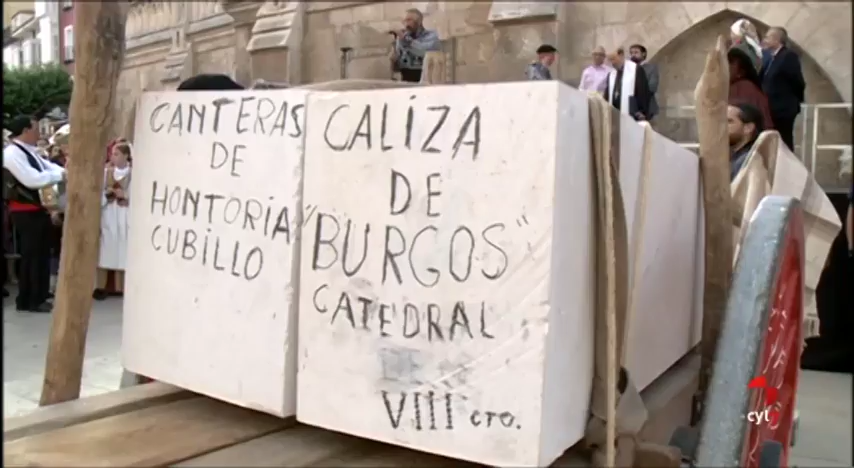 CANTERAS
DE
HONTORIA
CUBILLO
CALIZA
DE
"BURGOS"
CATEDRAL
VIII cto.
cyl